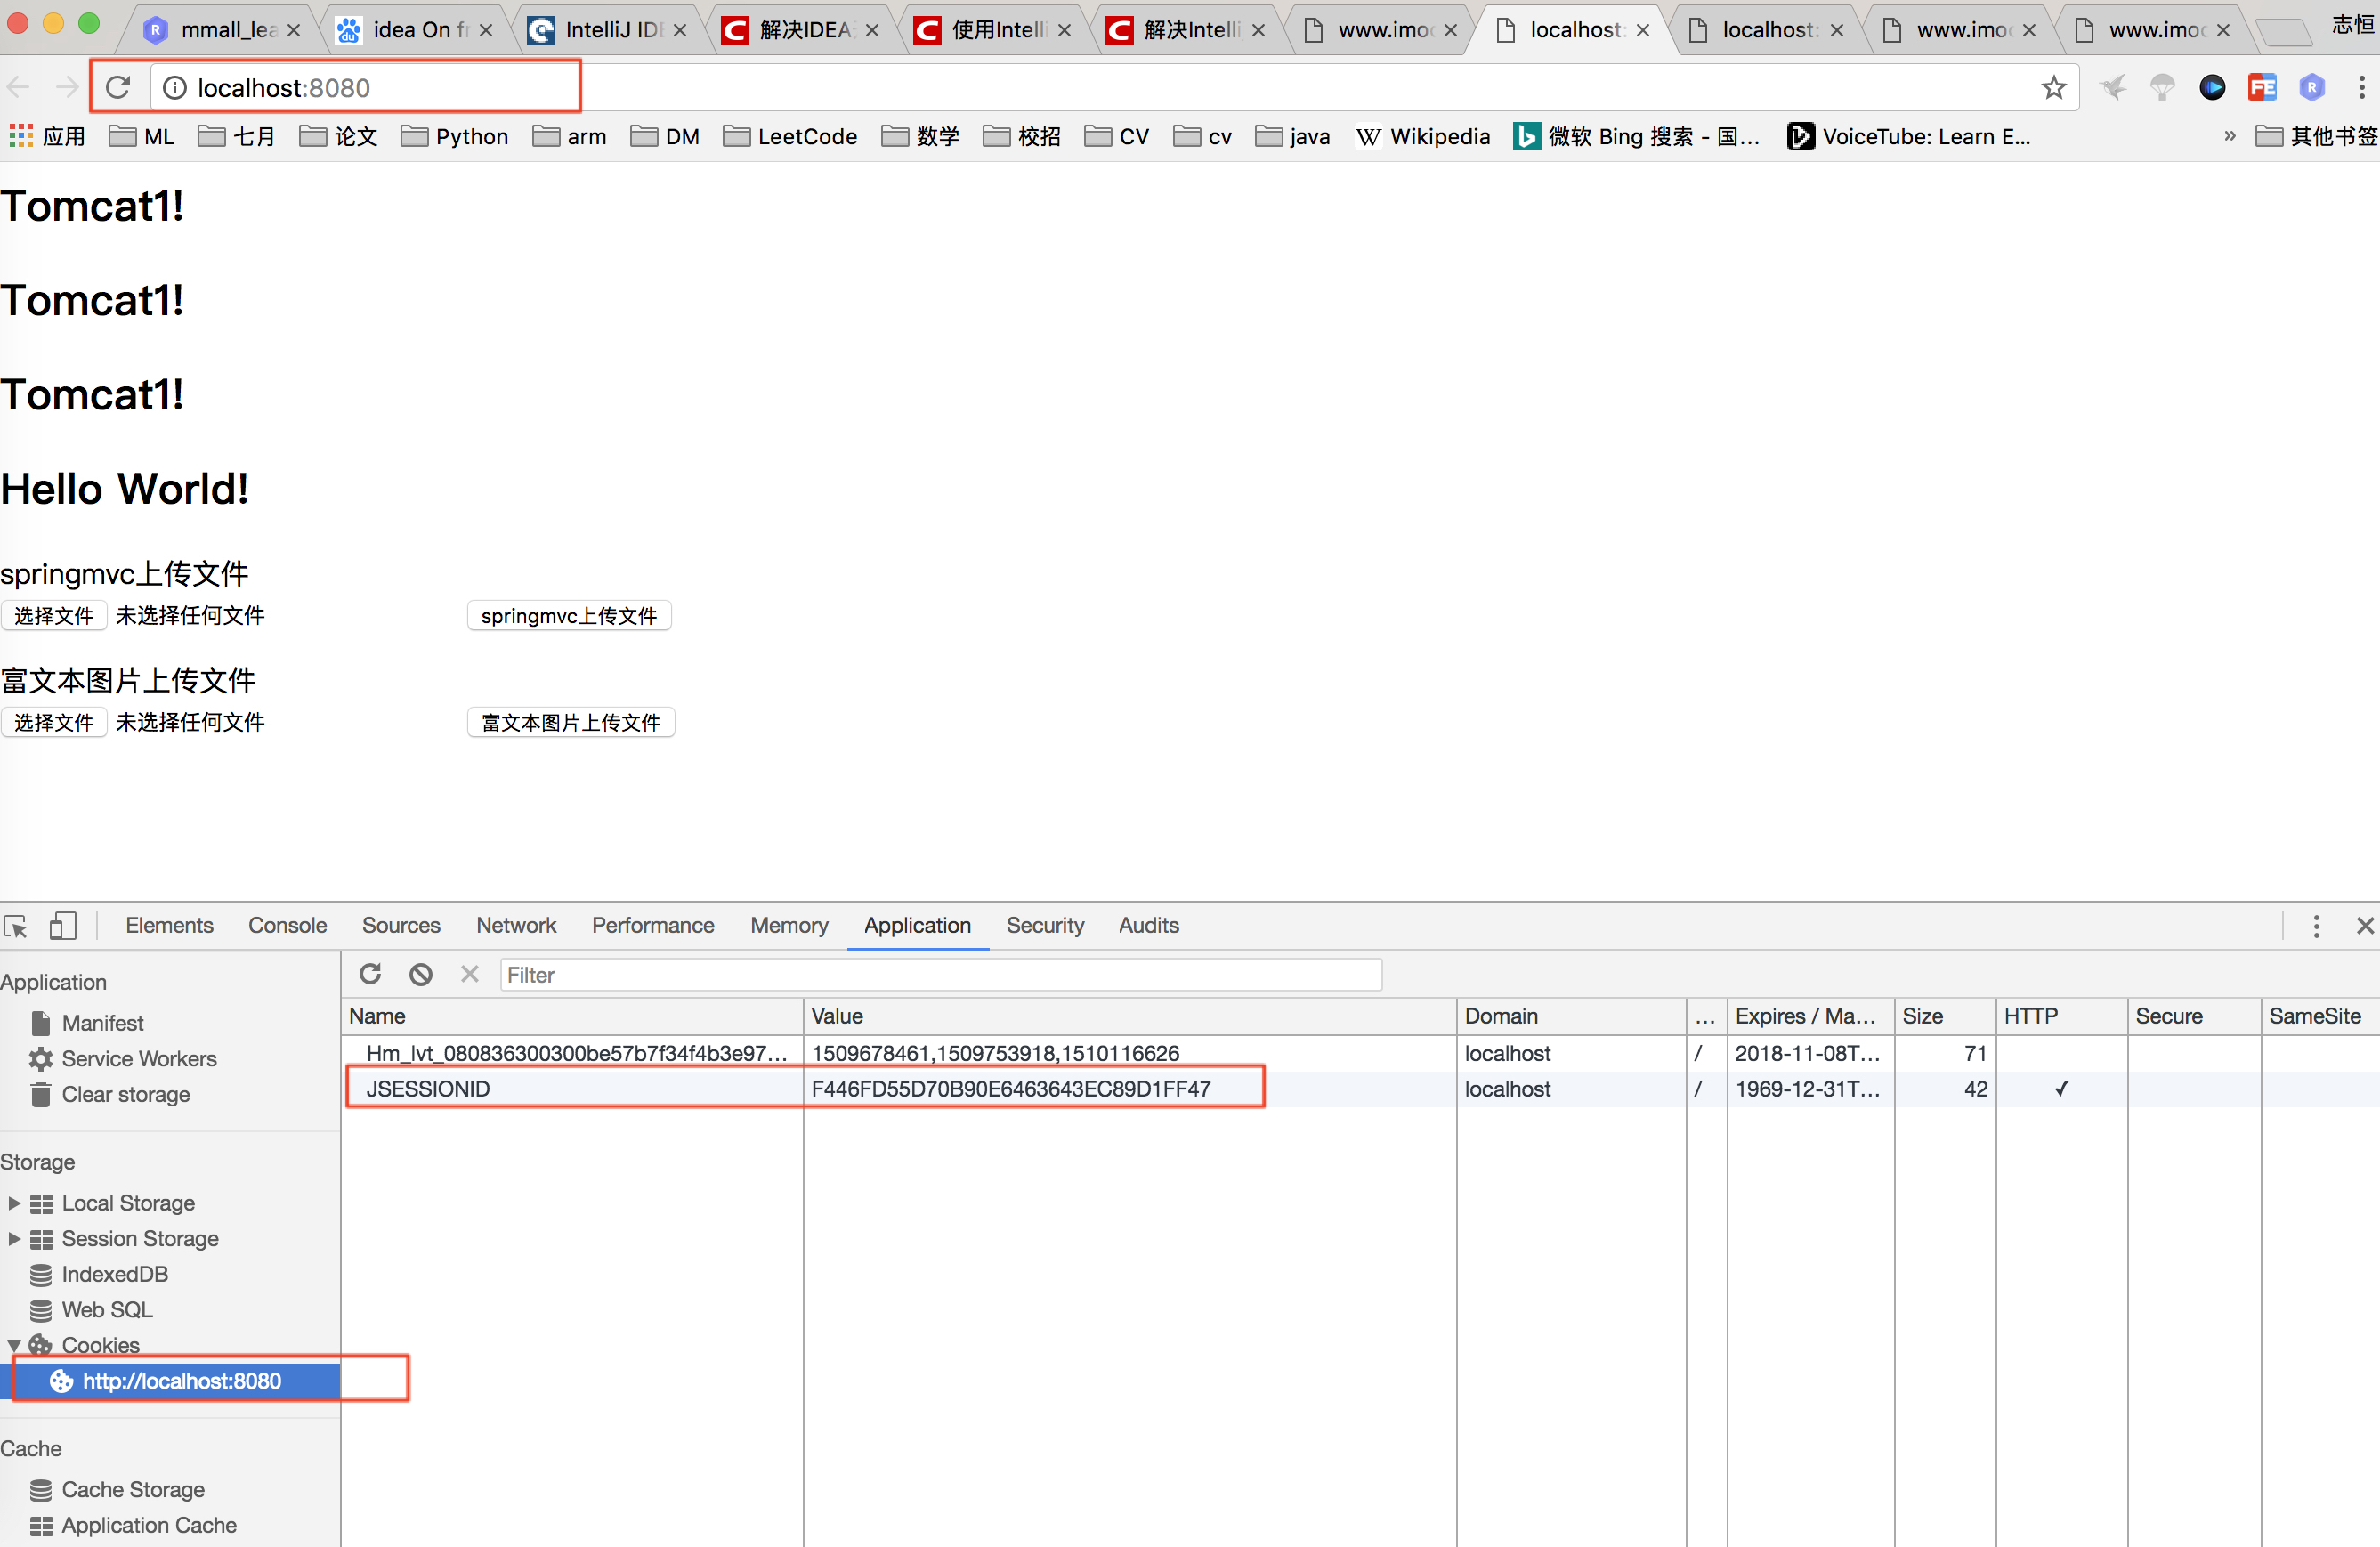 mmall_lea
idea On fr
IntelliJ IDE
解决IDEA
使用Intelli
解决Intelli
www.imoo
localhost:
localhost:
www.imoo
www.imoo
志恒
localhost:8080
应用 ML 七月 论文 Python arm DM LeetCode 数学 校招 CV cv java Wikipedia 微软 Bing 搜索 - 国... VoiceTube: Learn E... » 其他书签
Tomcat1!
Tomcat1!
Tomcat1!
Hello World!
springmvc上传文件
选择文件 未选择任何文件 springmvc上传文件
富文本图片上传文件
选择文件 未选择任何文件 富文本图片上传文件
Elements Console Sources Network Performance Memory Application Security Audits
Filter
Application
Manifest
Service Workers
Clear storage
Storage
Local Storage
Session Storage
IndexedDB
Web SQL
Cookies
http://localhost:8080
Cache
Cache Storage
Application Cache
Name Value Domain ... Expires / Ma... Size HTTP Secure SameSite
Hm_lvt_080836300300be57b7f34f4b3e97... 1509678461,1509753918,1510116626 localhost / 2018-11-08T... 71
JSESSIONID F446FD55D70B90E6463643EC89D1FF47 localhost / 1969-12-31T... 42 ✓